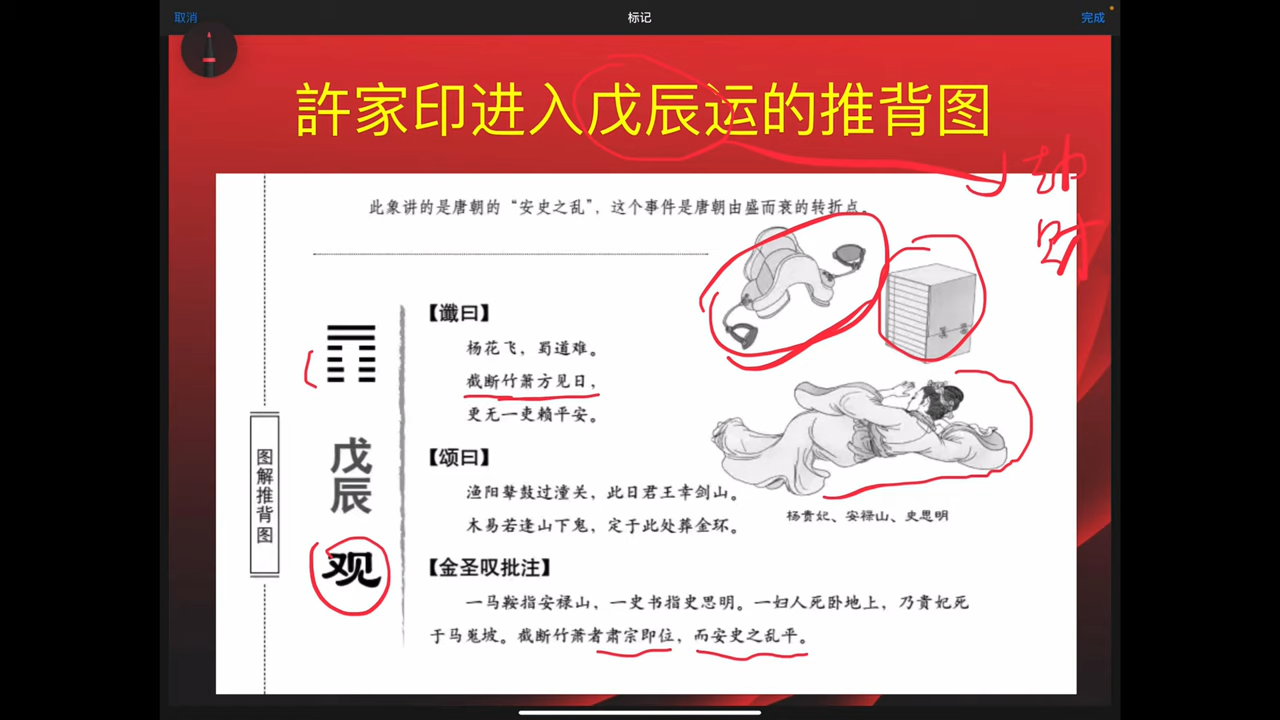 取消
标记
完成
許家印进入戊辰运的推背图
劫
财
此象讲的是唐朝的“安史之乱”，这个事件是唐朝由盛而衰的转折点。
【谶曰】
杨花飞，蜀道难。
截断竹箫方见日，
更无一吏赖平安。
戊辰
观
【颂曰】
渔阳鼙鼓过潼关，此日君王幸剑山。
木易若逢山下鬼，定于此处葬金环。
杨贵妃、安禄山、史思明
图解推背图
【金圣叹批注】
一马鞍指安禄山，一史书指史思明。一妇人死卧地上，乃贵妃死
于马嵬坡。截断竹萧者肃宗即位，而安史之乱平。